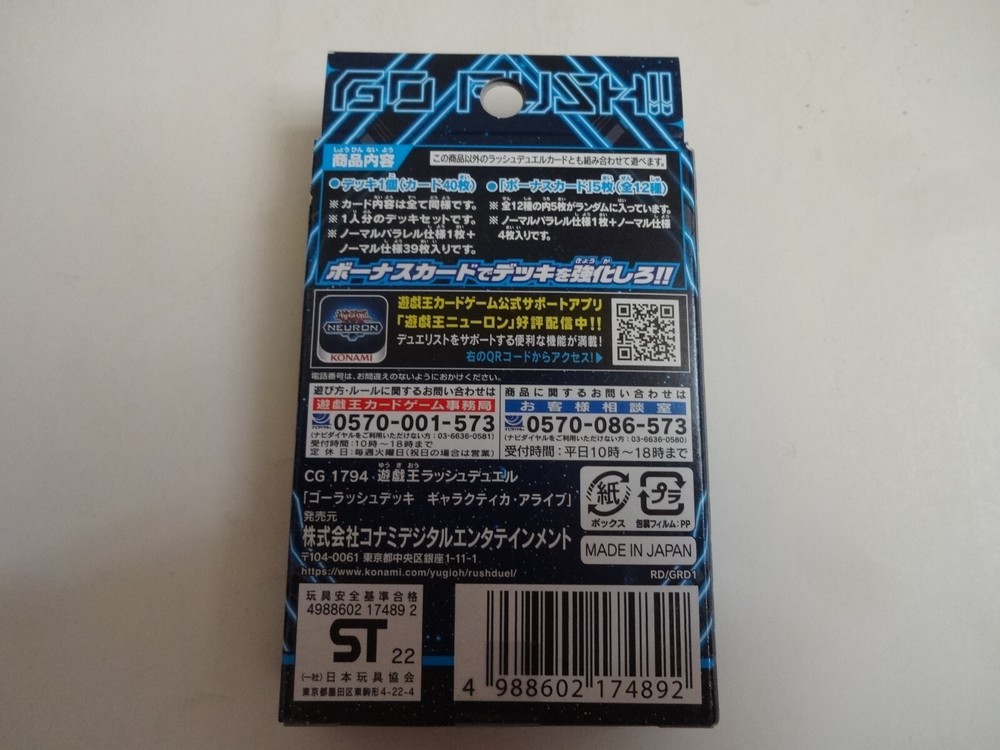 GO RUSH!!
商品内容
この商品以外のラッシュデュエルカードとも組み合わせて遊べます。
●デッキ1個(カード40枚)
※カード内容は全て同様です。
※1人分のデッキセットです。
※ノーマルパラレル仕様1枚+
ノーマル仕様39枚入りです。
●「ボーナスカード」5枚(全12種)
※全12種の内5枚がランダムに入っています。
※ノーマルパラレル仕様1枚+ノーマル仕様
4枚入りです。
ボーナスカードでデッキを強化しろ!!
NEURON
KONAMI
遊戯王カードゲーム公式サポートアプリ
「遊戯王ニューロン」好評配信中!!
デュエリストをサポートする便利な機能が満載!
右のQRコードからアクセス!▶
電話番号は、お間違えのないようにおかけください。
遊び方・ルールに関するお問い合わせは
遊戯王カードゲーム事務局
0570-001-573
(ナビダイヤルをご利用いただけない方:03-6636-0581)
受付時間:10時～18時まで
定休日:毎週火曜日(祝日の場合は営業)
商品に関するお問い合わせは
お客様相談室
0570-086-573
(ナビダイヤルをご利用いただけない方:03-6636-0580)
受付時間:平日10時～18時まで
CG 1794 遊戯王ラッシュデュエル
「ゴーラッシュデッキ ギャラクティカ・アライブ」
発売元
株式会社コナミデジタルエンタテインメント
〒104-0061 東京都中央区銀座1-11-1
https://www.konami.com/yugioh/rushduel/
紙
ボックス
プラ
包装フィルム:PP
MADE IN JAPAN
RD/GRD1
玩具安全基準合格
4988602 17489 2
ST 22
(一社)日本玩具協会
東京都墨田区東駒形4-22-4
4 988602 174892